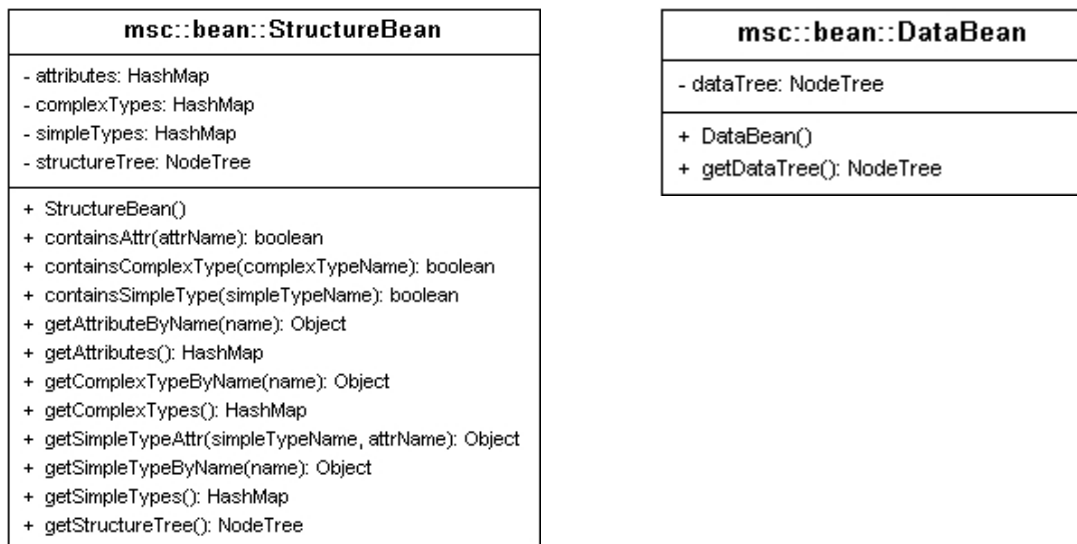 msc::bean::StructureBean
- attributes: HashMap
- complexTypes: HashMap
- simpleTypes: HashMap
- structureTree: NodeTree
+ StructureBean()
+ containsAttr(attrName): boolean
+ containsComplexType(complexTypeName): boolean
+ containsSimpleType(simpleTypeName): boolean
+ getAttributeByName(name): Object
+ getAttributes(): HashMap
+ getComplexTypeByName(name): Object
+ getComplexTypes(): HashMap
+ getSimpleTypeAttr(simpleTypeName, attrName): Object
+ getSimpleTypeByName(name): Object
+ getSimpleTypes(): HashMap
+ getStructureTree(): NodeTree
msc::bean::DataBean
- dataTree: NodeTree
+ DataBean()
+ getDataTree(): NodeTree